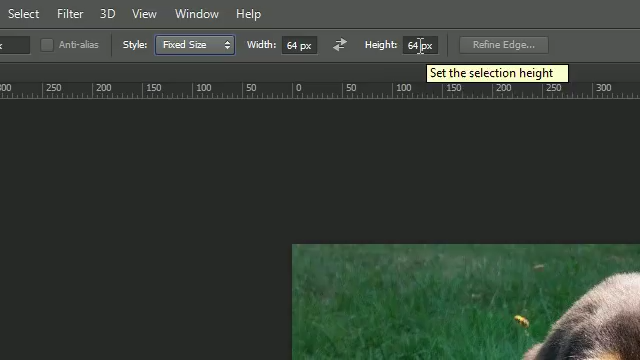 Select Filter 3D View Window Help
Anti-alias Style: Fixed Size Width: 64 px Height: 64 px Refine Edge...
Set the selection height
300 250 200 150 100 50 0 50 100 150 200 250 300